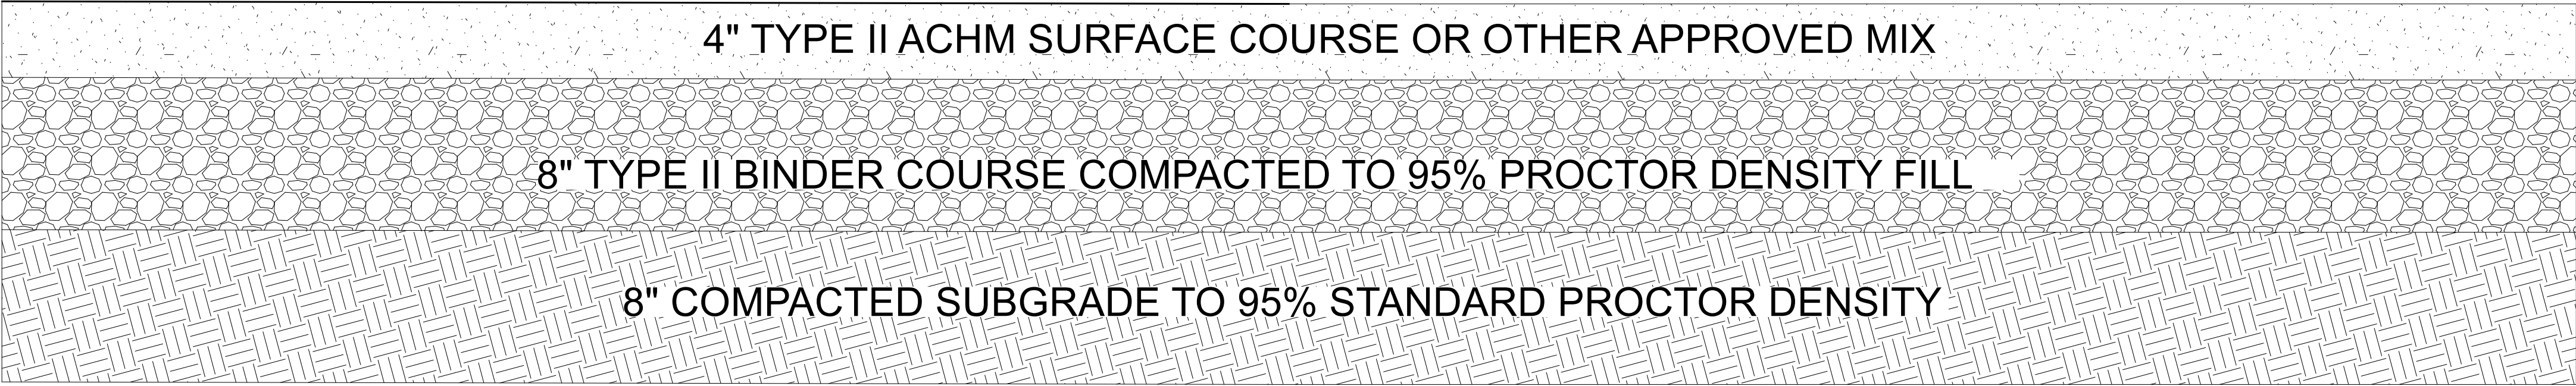 4" TYPE II ACHM SURFACE COURSE OR OTHER APPROVED MIX
8" TYPE II BINDER COURSE COMPACTED TO 95% PROCTOR DENSITY FILL
8" COMPACTED SUBGRADE TO 95% STANDARD PROCTOR DENSITY